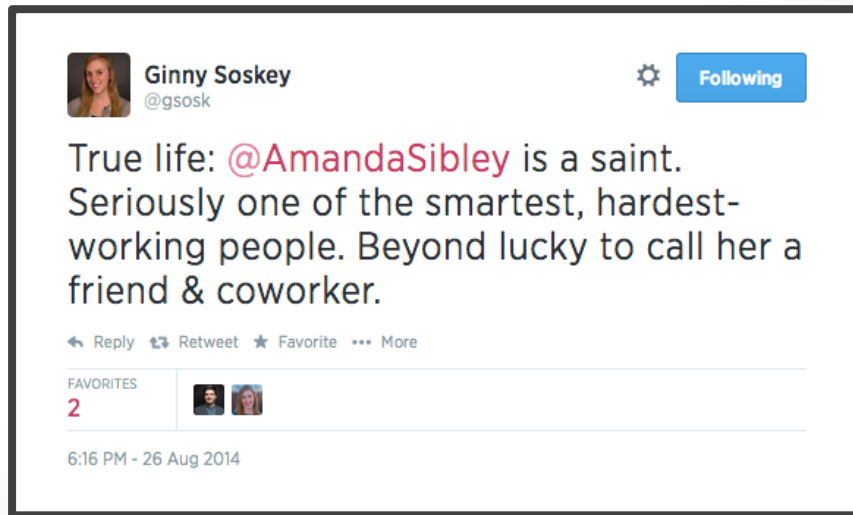 Ginny Soskey
@gsosk
Following
True life: @AmandaSibley is a saint.
Seriously one of the smartest, hardest-
working people. Beyond lucky to call her a
friend & coworker.
Reply Retweet Favorite More
FAVORITES
2
6:16 PM - 26 Aug 2014